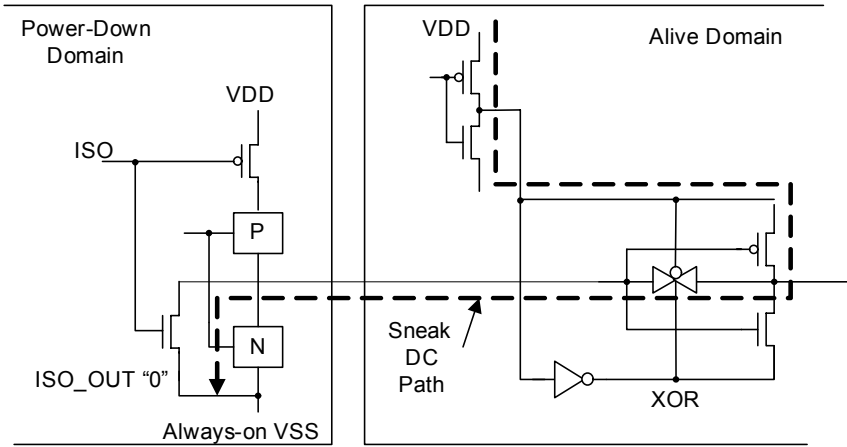 Power-Down
Domain
VDD
ISO
P
N
ISO_OUT “0”
Always-on VSS
VDD
Alive Domain
Sneak
DC
Path
XOR